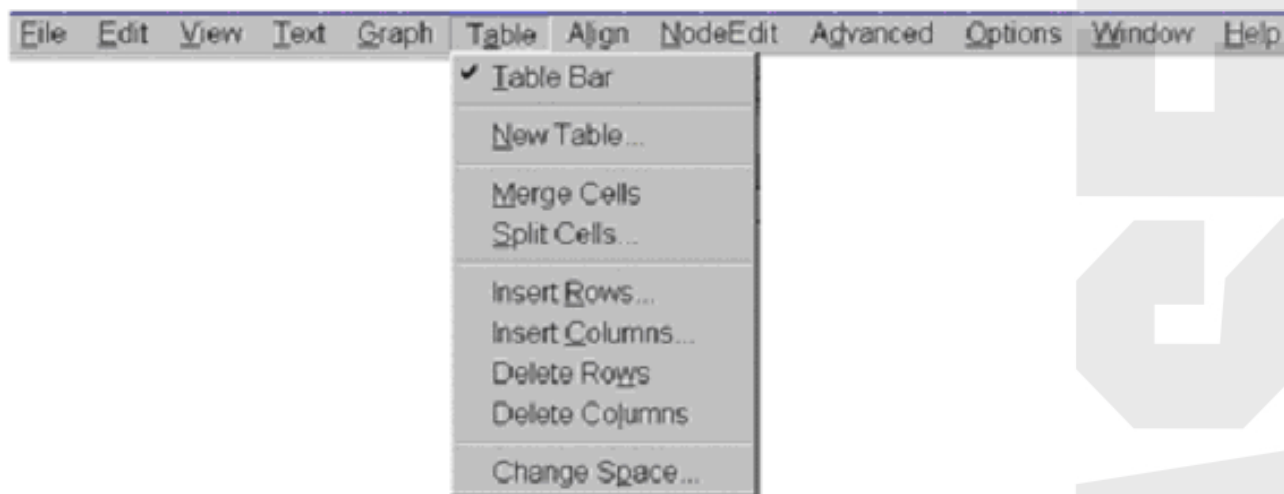 File Edit View Text Graph Table Align NodeEdit Advanced Options Window Help
Table Bar
New Table...
Merge Cells
Split Cells...
Insert Rows...
Insert Columns...
Delete Rows
Delete Columns
Change Space...